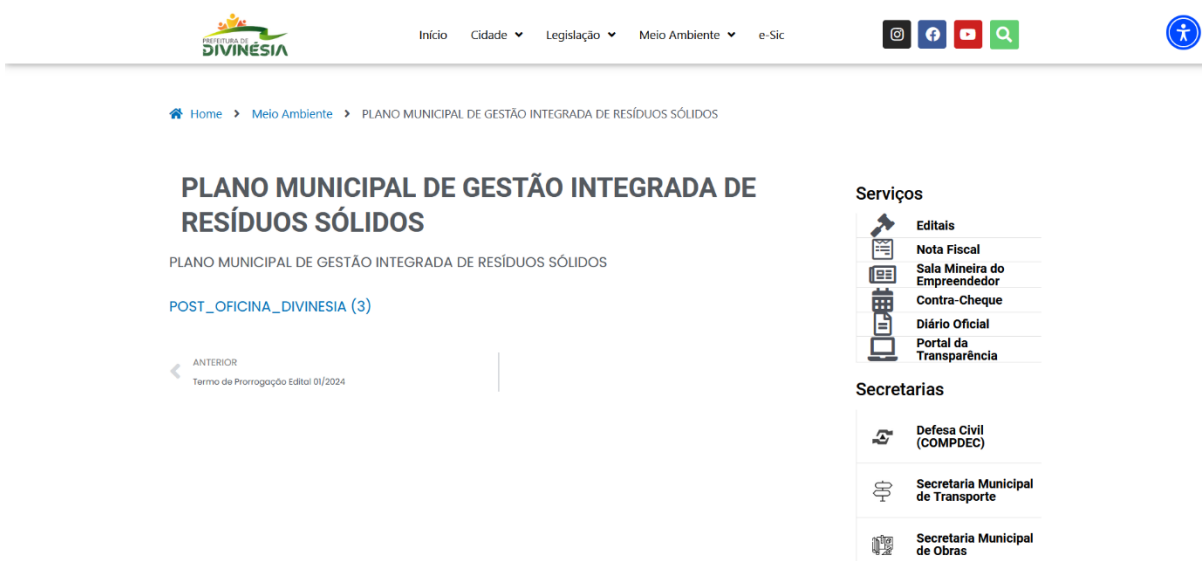 PREFEITURA DE
DIVINÉSIA
Início Cidade Legislação Meio Ambiente e-Sic
Home Meio Ambiente PLANO MUNICIPAL DE GESTÃO INTEGRADA DE RESÍDUOS SÓLIDOS
PLANO MUNICIPAL DE GESTÃO INTEGRADA DE
RESÍDUOS SÓLIDOS
PLANO MUNICIPAL DE GESTÃO INTEGRADA DE RESÍDUOS SÓLIDOS
POST_OFICINA_DIVINESIA (3)
ANTERIOR
Termo de Prorrogação Edital 01/2024
Serviços
Editais
Nota Fiscal
Sala Mineira do
Empreendedor
Contra-Cheque
Diário Oficial
Portal da
Transparência
Secretarias
Defesa Civil
(COMPDEC)
Secretaria Municipal
de Transporte
Secretaria Municipal
de Obras